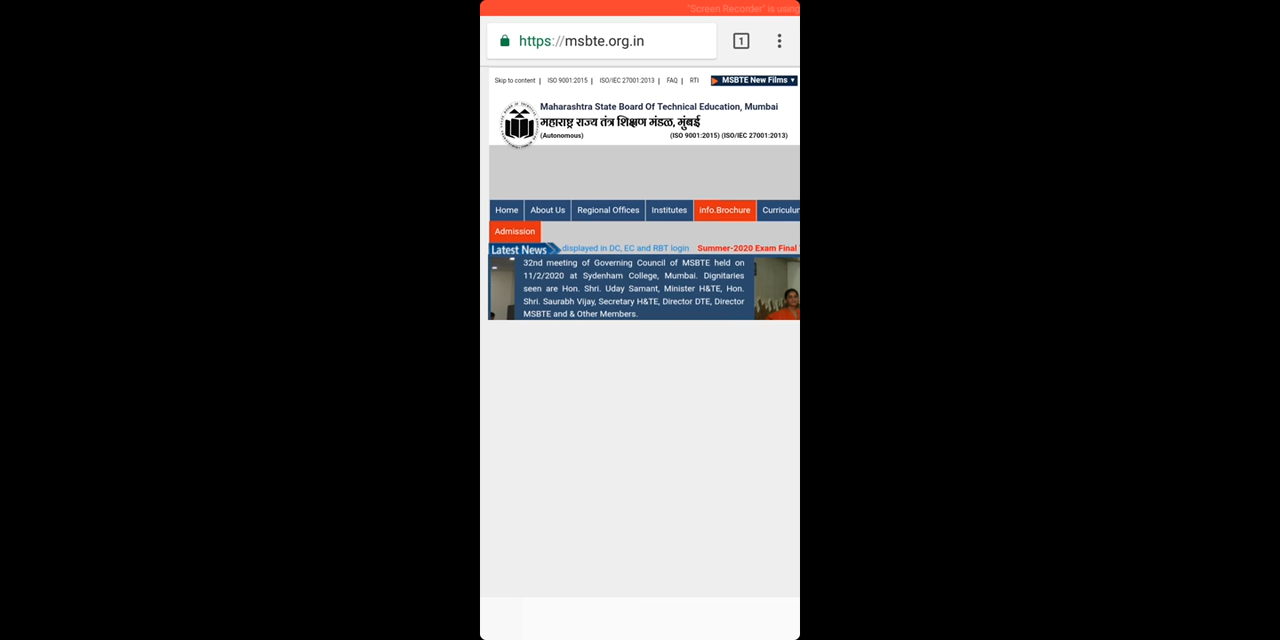 "Screen Recorder" is using
https://msbte.org.in
1
Skip to content | ISO 9001:2015 | ISO/IEC 27001:2013 | FAQ | RTI
MSBTE New Films
Maharashtra State Board Of Technical Education, Mumbai
महाराष्ट्र राज्य तंत्र शिक्षण मंडळ, मुंबई
(Autonomous) (ISO 9001:2015) (ISO/IEC 27001:2013)
Home About Us Regional Offices Institutes info.Brochure
Admission
Latest News displayed in DC, EC and RBT login Summer-2020 Exam Final
32nd meeting of Governing Council of MSBTE held on
11/2/2020 at Sydenham College, Mumbai. Dignitaries
seen are Hon. Shri. Uday Samant, Minister H&TE, Hon.
Shri. Saurabh Vijay, Secretary H&TE, Director DTE, Director
MSBTE and & Other Members.